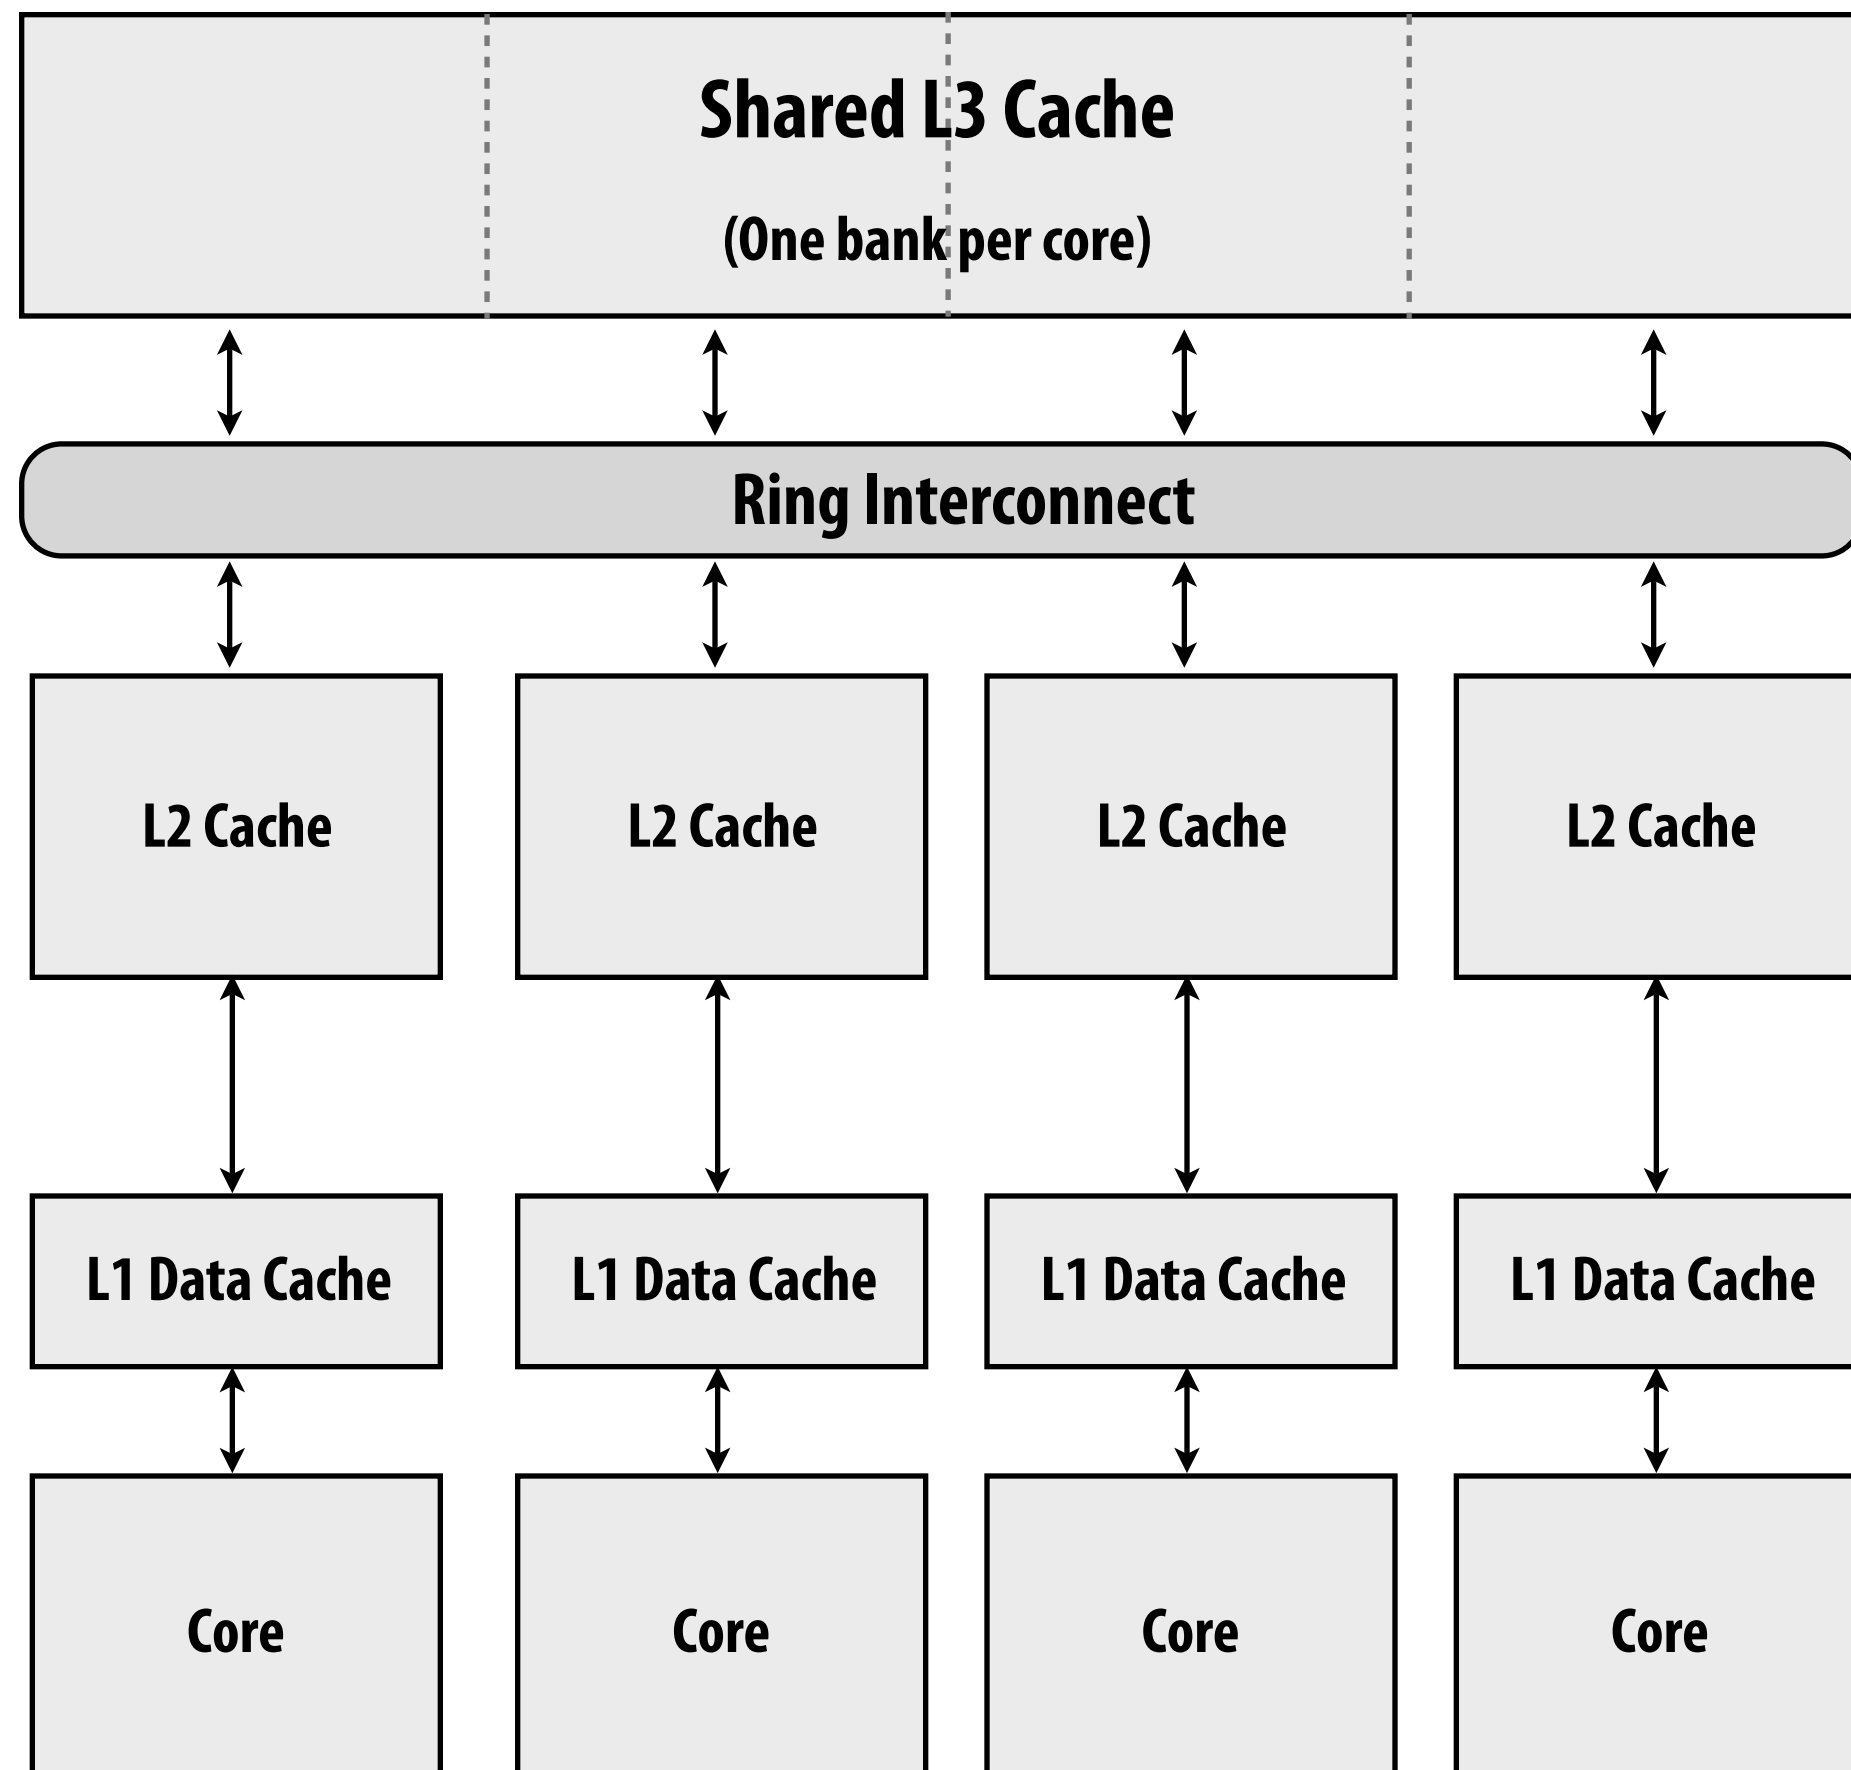 Shared L3 Cache
(One bank per core)
Ring Interconnect
L2 Cache
L2 Cache
L2 Cache
L2 Cache
L1 Data Cache
L1 Data Cache
L1 Data Cache
L1 Data Cache
Core
Core
Core
Core